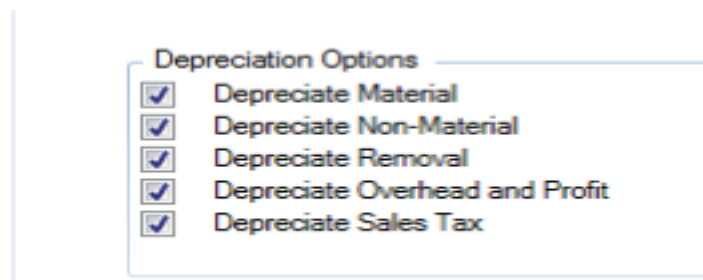 Depreciation Options
Depreciate Material
Depreciate Non-Material
Depreciate Removal
Depreciate Overhead and Profit
Depreciate Sales Tax